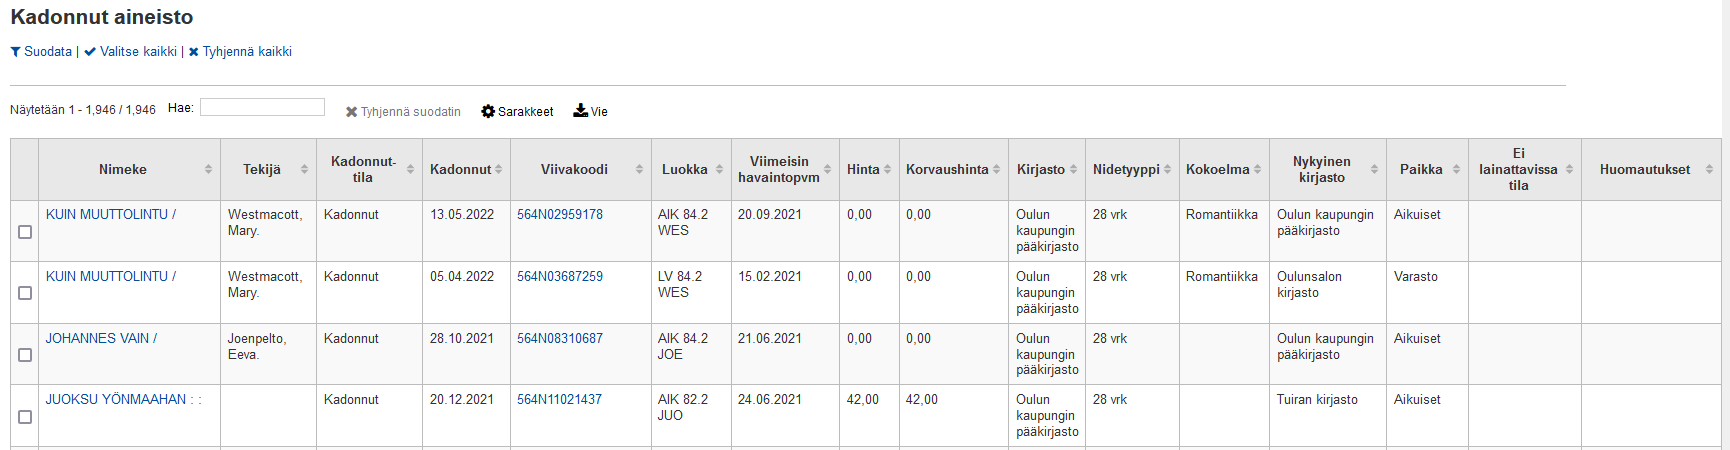 Kadonnut aineisto
Suodata | Valitse kaikki | Tyhjennä kaikki
Näytetään 1 - 1,946 / 1,946 Hae: Tyhjennä suodatin Sarakkeet Vie
Nimeke Tekijä Kadonnut-tila Kadonnut Viivakoodi Luokka Viimeisin havaintopvm Hinta Korvaushinta Kirjasto Nidetyyppi Kokoelma Nykyinen kirjasto Paikka Ei lainattavissa tila Huomautukset
KUIN MUUTTOLINTU / Westmacott, Mary. Kadonnut 13.05.2022 564N02959178 AIK 84.2 WES 20.09.2021 0,00 0,00 Oulun kaupungin pääkirjasto 28 vrk Romantiikka Oulun kaupungin pääkirjasto Aikuiset
KUIN MUUTTOLINTU / Westmacott, Mary. Kadonnut 05.04.2022 564N03687259 LV 84.2 WES 15.02.2021 0,00 0,00 Oulun kaupungin pääkirjasto 28 vrk Romantiikka Oulunsalon kirjasto Varasto
JOHANNES VAIN / Joenpelto, Eeva. Kadonnut 28.10.2021 564N08310687 AIK 84.2 JOE 21.06.2021 0,00 0,00 Oulun kaupungin pääkirjasto 28 vrk Oulun kaupungin pääkirjasto Aikuiset
JUOKSU YÖNMAAHAN : : Kadonnut 20.12.2021 564N11021437 AIK 82.2 JUO 24.06.2021 42,00 42,00 Oulun kaupungin pääkirjasto 28 vrk Tuiran kirjasto Aikuiset